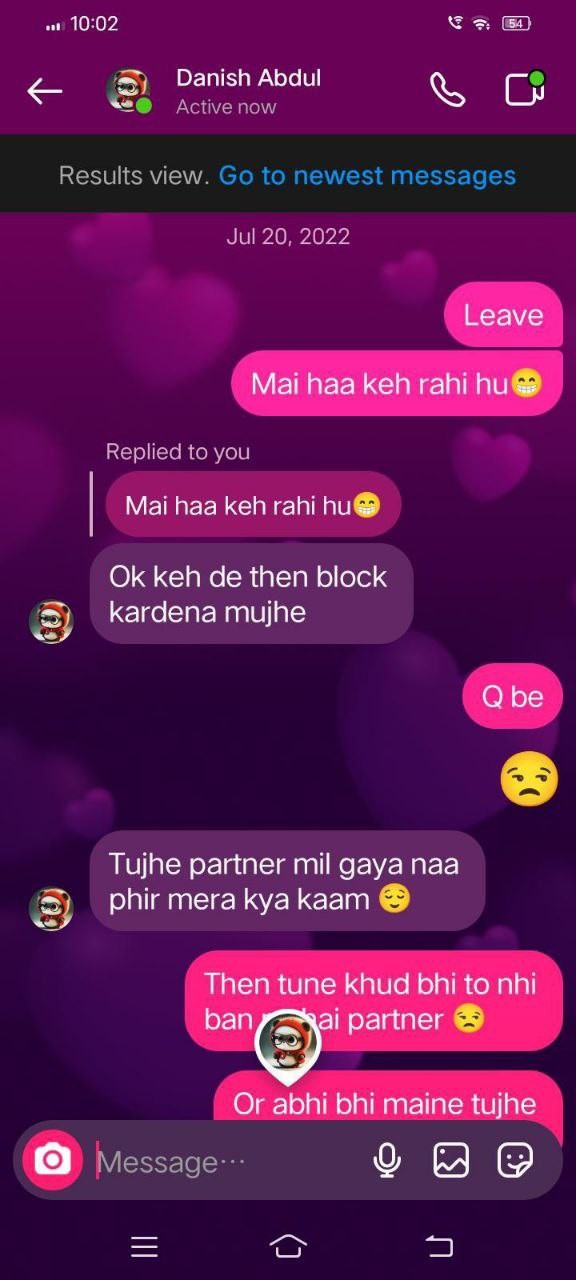 10:02
54
Danish Abdul
Active now
Results view. Go to newest messages
Jul 20, 2022
Leave
Mai haa keh rahi hu😁
Replied to you
Mai haa keh rahi hu😁
Ok keh de then block
kardena mujhe
Q be
😒
Tujhe partner mil gaya naa
phir mera kya kaam 😌
Then tune khud bhi to nhi
ban hai partner 😒
Or abhi bhi maine tujhe
Message...